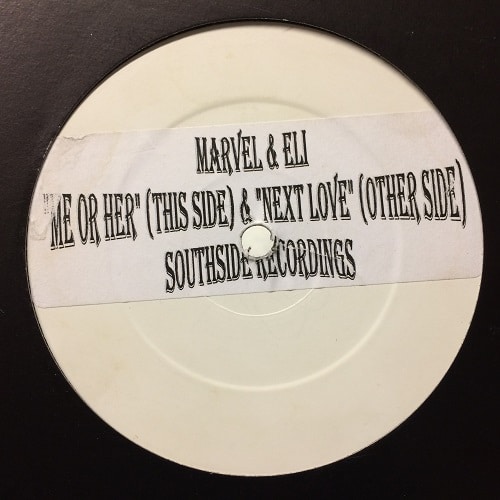 MARVEL & ELI
"ME OR HER" (THIS SIDE) & "NEXT LOVE" (OTHER SIDE)
SOUTHSIDE RECORDINGS